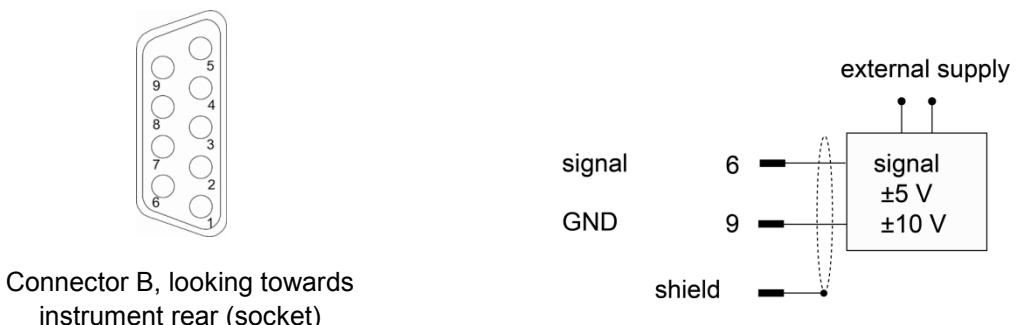 5
9
4
8
3
7
2
6
1
Connector B, looking towards
instrument rear (socket)
external supply
signal 6
signal
±5 V
GND 9
±10 V
shield